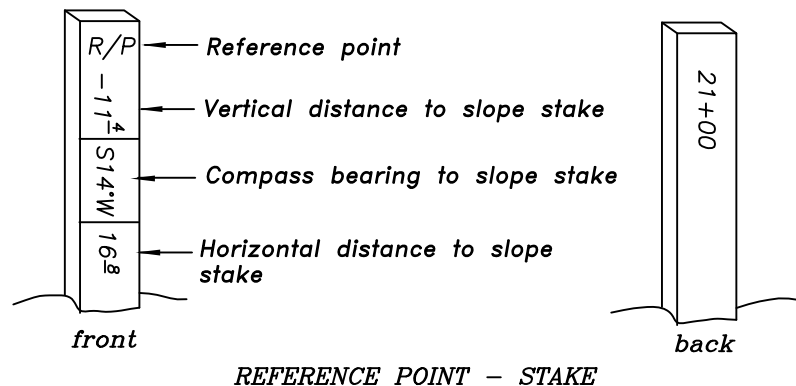 R/P
-11⁴
S14°W
16⁸
Reference point
Vertical distance to slope stake
Compass bearing to slope stake
Horizontal distance to slope
stake
front
21+00
back
REFERENCE POINT – STAKE